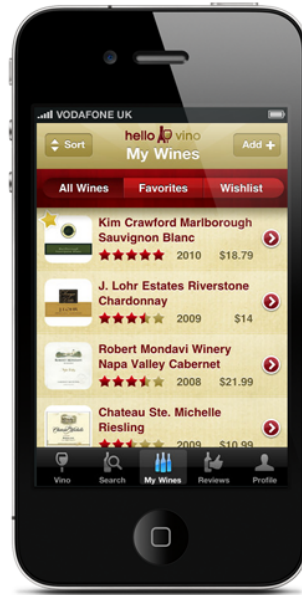 VODAFONE UK
Sort
hello vino
My Wines
Add +
All Wines
Favorites
Wishlist
Kim Crawford Marlborough
Sauvignon Blanc
2010 $18.79
J. Lohr Estates Riverstone
Chardonnay
2009 $14
Robert Mondavi Winery
Napa Valley Cabernet
2008 $21.99
Chateau Ste. Michelle
Riesling
2009 $10.99
Vino
Search
My Wines
Reviews
Profile